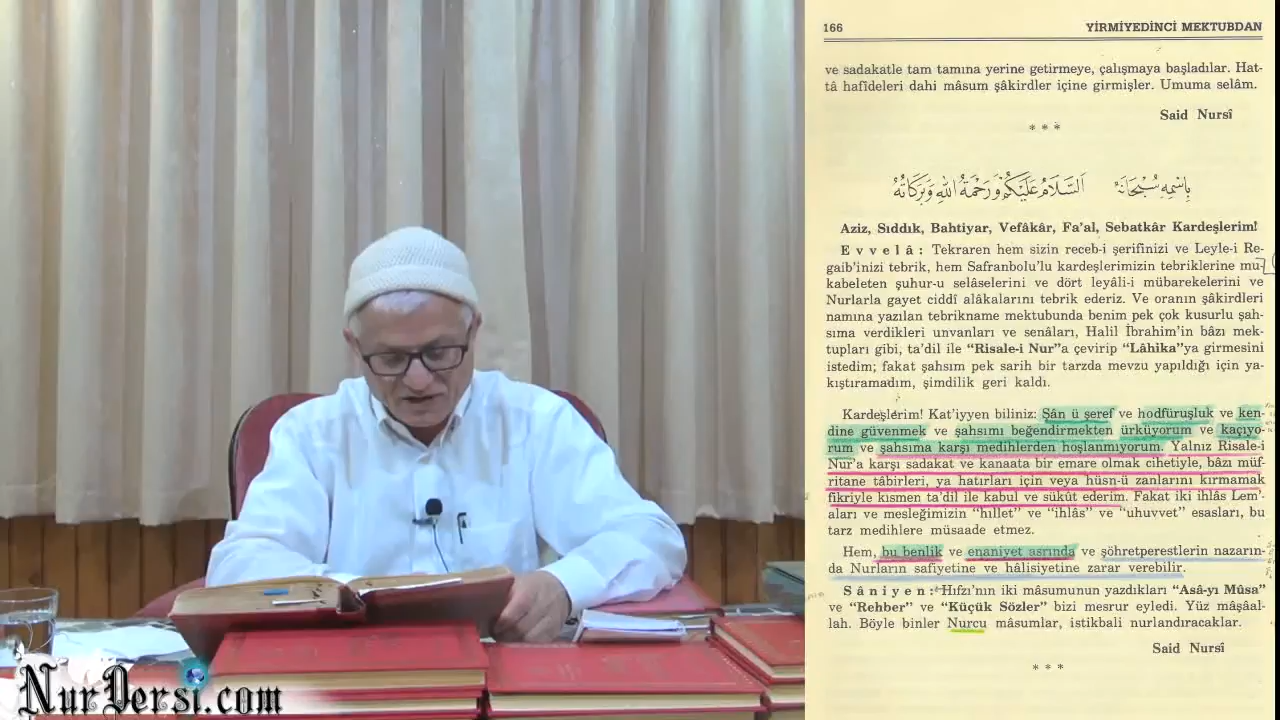 166 YİRMİYEDİNCİ MEKTUBDAN
ve sadakatle tam tamına yerine getirmeye, çalışmaya başladılar. Hat-
tâ hafîdeleri dahi mâsum şâkirdler içine girmişler. Umuma selâm.
Said Nursî
* * *
بِاسْمِهِ سُبْحَانَهُ اَلسَّلَامُ عَلَيْكُمْ وَرَحْمَةُ اللهِ وَبَرَكَاتُهُ
Aziz, Sıddık, Bahtiyar, Vefâkâr, Fa'al, Sebatkâr Kardeşlerim!
Evvelâ: Tekraren hem sizin receb-i şerifinizi ve Leyle-i Re-
gaib'inizi tebrik, hem Safranbolu'lu kardeşlerimizin tebriklerine mu-
kabeleten şuhur-u selâselerini ve dört leyâli-i mübarekelerini ve
Nurlarla gayet ciddî alâkalarını tebrik ederiz. Ve oranın şâkirdleri
namına yazılan tebrikname mektubunda benim pek çok kusurlu şah-
sıma verdikleri unvanları ve senâları, Halil İbrahim'in bâzı mek-
tupları gibi, ta'dil ile "Risale-i Nur"a çevirip "Lâhika"ya girmesini
istedim; fakat şahsım pek sarih bir tarzda mevzu yapıldığı için ya-
kıştıramadım, şimdilik geri kaldı.
Kardeşlerim! Kat'iyyen biliniz: Şân ü şeref ve hodfüruşluk ve ken-
dine güvenmek ve şahsımı beğendirmekten ürküyorum ve kaçıyo-
rum ve şahsıma karşı medihlerden hoşlanmıyorum. Yalnız Risale-i
Nur'a karşı sadakat ve kanaata bir emare olmak cihetiyle, bâzı müf-
ritane tâbirleri, ya hatırları için veya hüsn-ü zanlarını kırmamak
fikriyle kısmen ta'dil ile kabul ve sükût ederim. Fakat iki ihlâs Lem'-
aları ve mesleğimizin "hıllet" ve "ihlâs" ve "uhuvvet" esasları, bu
tarz medihlere müsaade etmez.
Hem, bu benlik ve enaniyet asrında ve şöhretperestlerin nazarın-
da Nurların safiyetine ve hâlisiyetine zarar verebilir.
Sâniyen: Hıfzı'nın iki mâsumunun yazdıkları "Asâ-yı Mûsa"
ve "Rehber" ve "Küçük Sözler" bizi mesrur eyledi. Yüz mâşâal-
lah. Böyle binler Nurcu mâsumlar, istikbali nurlandıracaklar.
Said Nursî
* * *
NurDersi.com